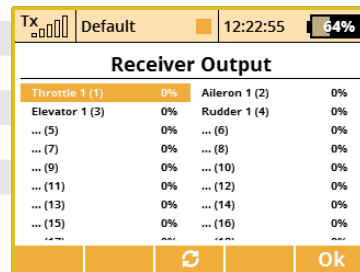 Tx Default 12:22:55 64%
Receiver Output
Throttle 1 (1) 0% Aileron 1 (2) 0%
Elevator 1 (3) 0% Rudder 1 (4) 0%
... (5) 0% ... (6) 0%
... (7) 0% ... (8) 0%
... (9) 0% ... (10) 0%
... (11) 0% ... (12) 0%
... (13) 0% ... (14) 0%
... (15) 0% ... (16) 0%
Ok